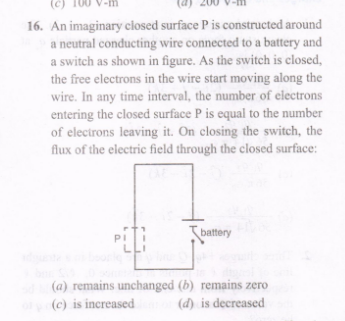 (c) 100 V-m (d) 200 V-m
16. An imaginary closed surface P is constructed around
a neutral conducting wire connected to a battery and
a switch as shown in figure. As the switch is closed,
the free electrons in the wire start moving along the
wire. In any time interval, the number of electrons
entering the closed surface P is equal to the number
of electrons leaving it. On closing the switch, the
flux of the electric field through the closed surface:
battery
P
(a) remains unchanged (b) remains zero
(c) is increased (d) is decreased